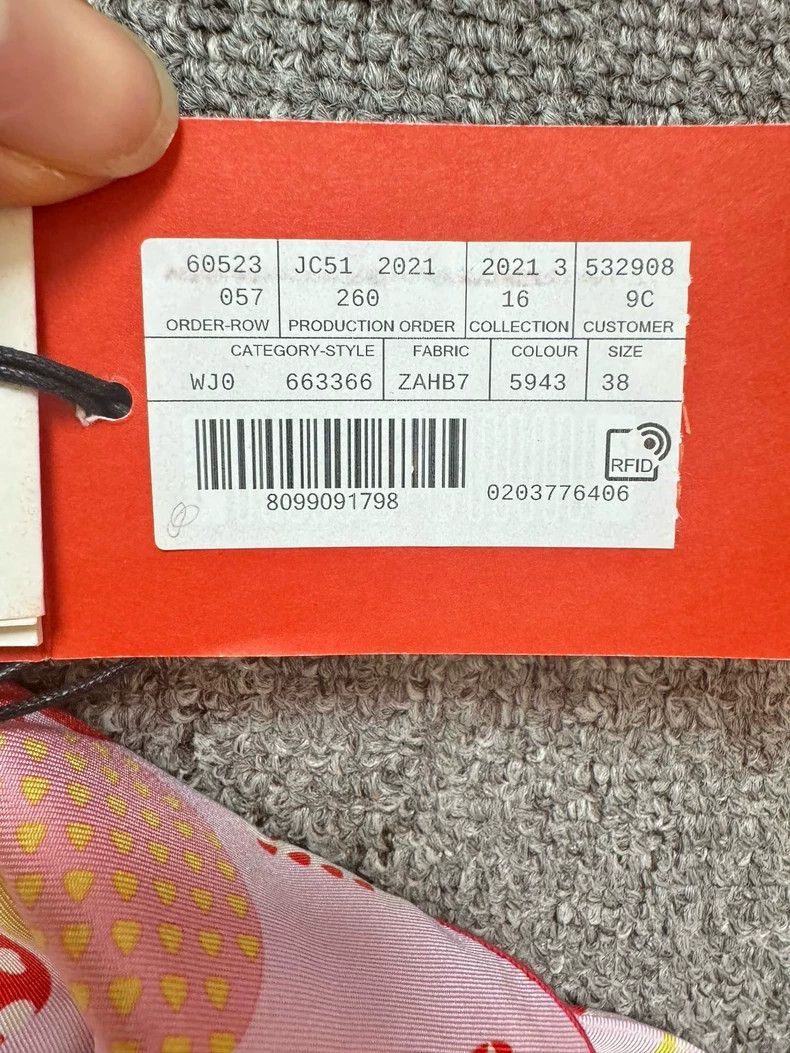 60523 JC51 2021 2021 3 532908
057 260 16 9C
ORDER-ROW PRODUCTION ORDER COLLECTION CUSTOMER
CATEGORY-STYLE FABRIC COLOUR SIZE
WJ0 663366 ZAHB7 5943 38
RFID
8099091798 0203776406